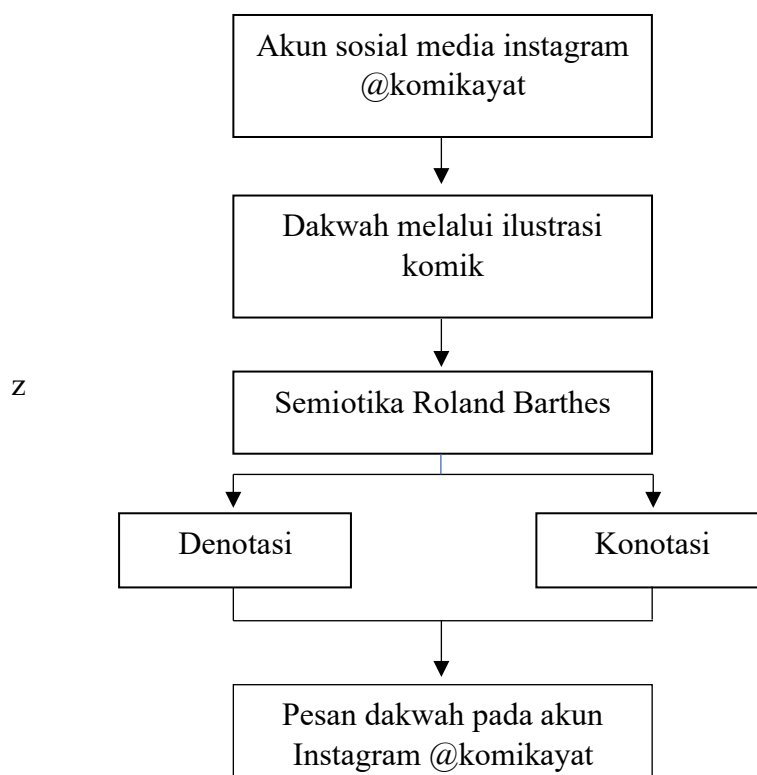 Akun sosial media instagram
@komikayat
Dakwah melalui ilustrasi
komik
z
Semiotika Roland Barthes
Denotasi
Konotasi
Pesan dakwah pada akun
Instagram @komikayat